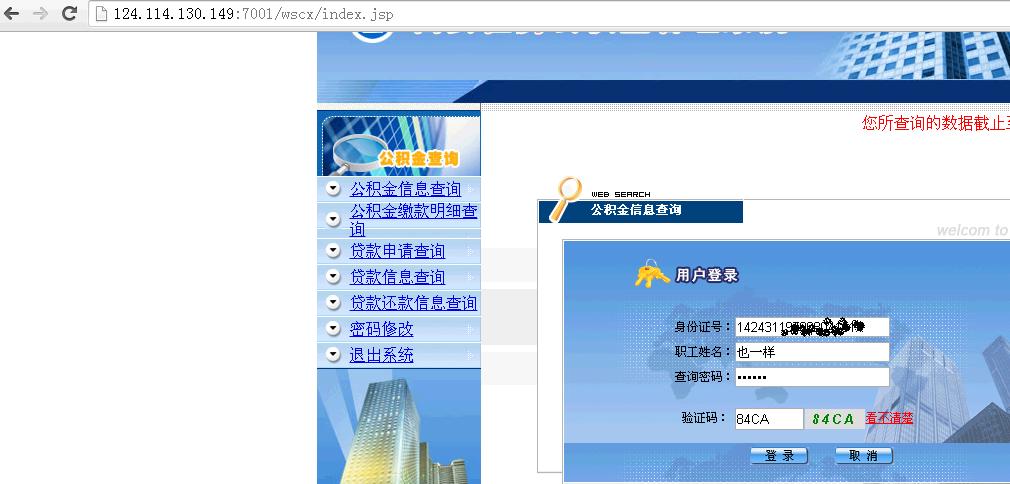 124.114.130.149:7001/wscx/index.jsp
您所查询的数据截止至
公积金查询
公积金信息查询
公积金缴款明细查
询
贷款申请查询
贷款信息查询
贷款还款信息查询
密码修改
退出系统
WEB SEARCH
公积金信息查询
welcom to
用户登录
身份证号：
职工姓名：也一样
查询密码：••••••
验证码：84CA 84CA 看不清楚
登 录 取 消